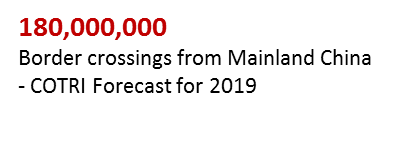 180,000,000
Border crossings from Mainland China
- COTRI Forecast for 2019